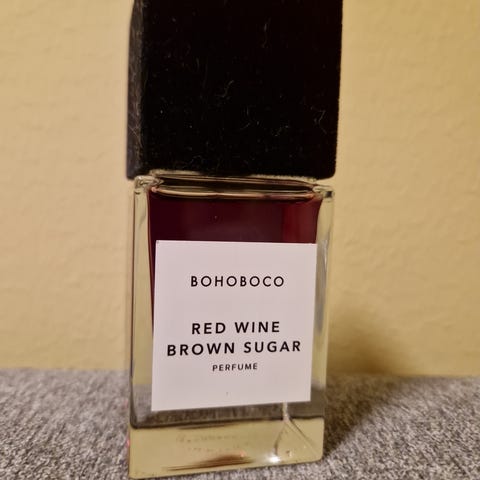 BOHOBOCO
RED WINE
BROWN SUGAR
PERFUME